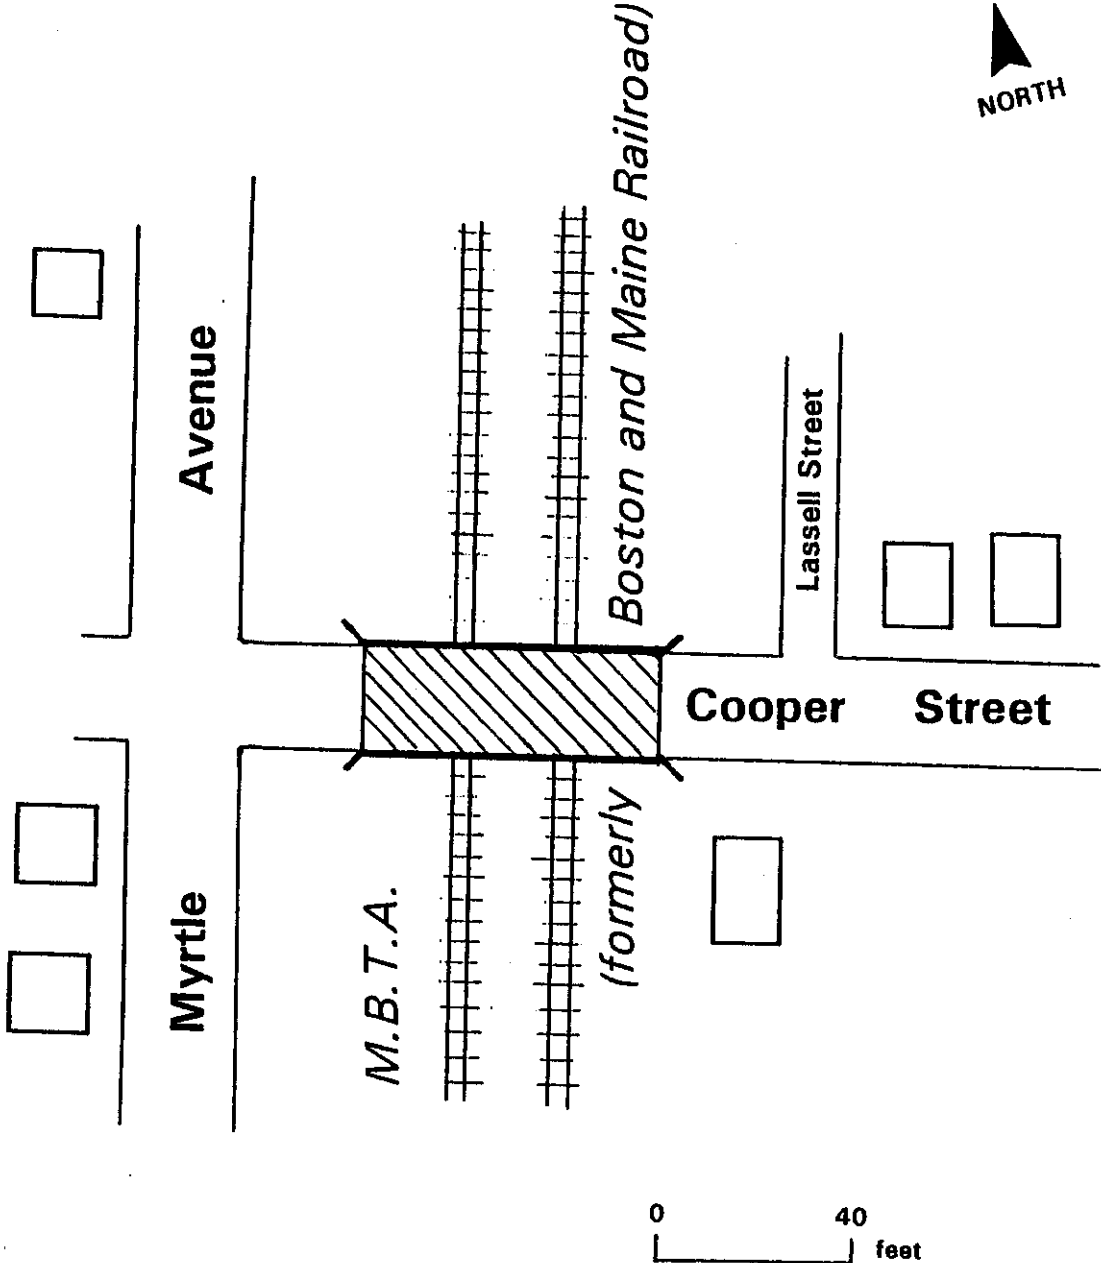 NORTH
Myrtle Avenue
M.B.T.A.
(formerly Boston and Maine Railroad)
Lassell Street
Cooper Street
0 40
feet